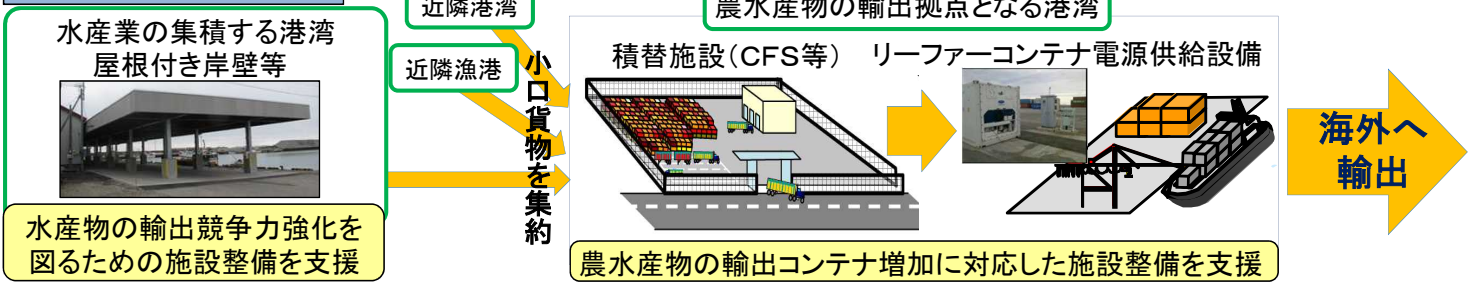 水産業の集積する港湾
屋根付き岸壁等
水産物の輸出競争力強化を
図るための施設整備を支援
近隣港湾
近隣漁港
小口貨物を集約
農水産物の輸出拠点となる港湾
積替施設(CFS等)
リーファーコンテナ電源供給設備
農水産物の輸出コンテナ増加に対応した施設整備を支援
海外へ
輸出